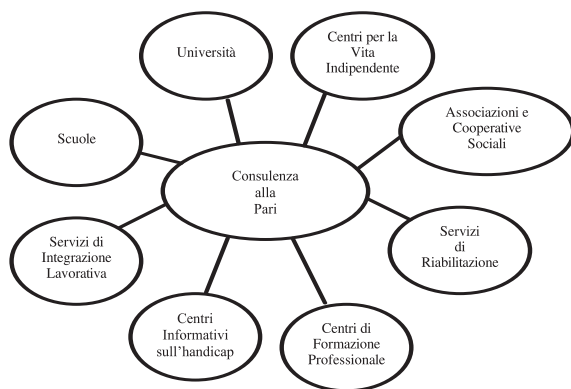 Università
Centri per la
Vita
Indipendente
Associazioni e
Cooperative
Sociali
Scuole
Consulenza
alla
Pari
Servizi di
Integrazione
Lavorativa
Servizi
di
Riabilitazione
Centri
Informativi
sull'handicap
Centri di
Formazione
Professionale